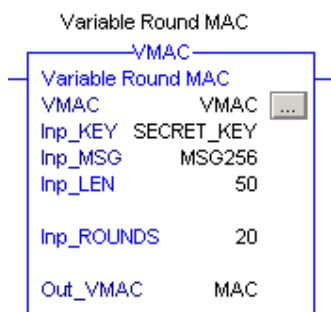 Variable Round MAC
VMAC
Variable Round MAC
VMAC VMAC ...
Inp_KEY SECRET_KEY
Inp_MSG MSG256
Inp_LEN 50
Inp_ROUNDS 20
Out_VMAC MAC